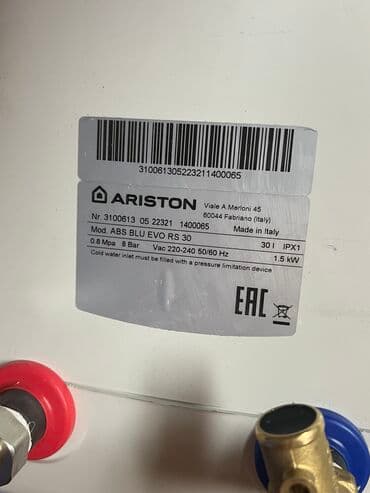 310061305223211400065
ARISTON
Viale A.Merloni 45
60044 Fabriano (Italy)
Nr. 3100613 05 22321 1400065
Made in Italy
Mod. ABS BLU EVO RS 30
30 l IPX1
0.8 Mpa 8 Bar Vac 220-240 50/60 Hz 1.5 kW
Cold water inlet must be filled with a pressure limitation device
EAC